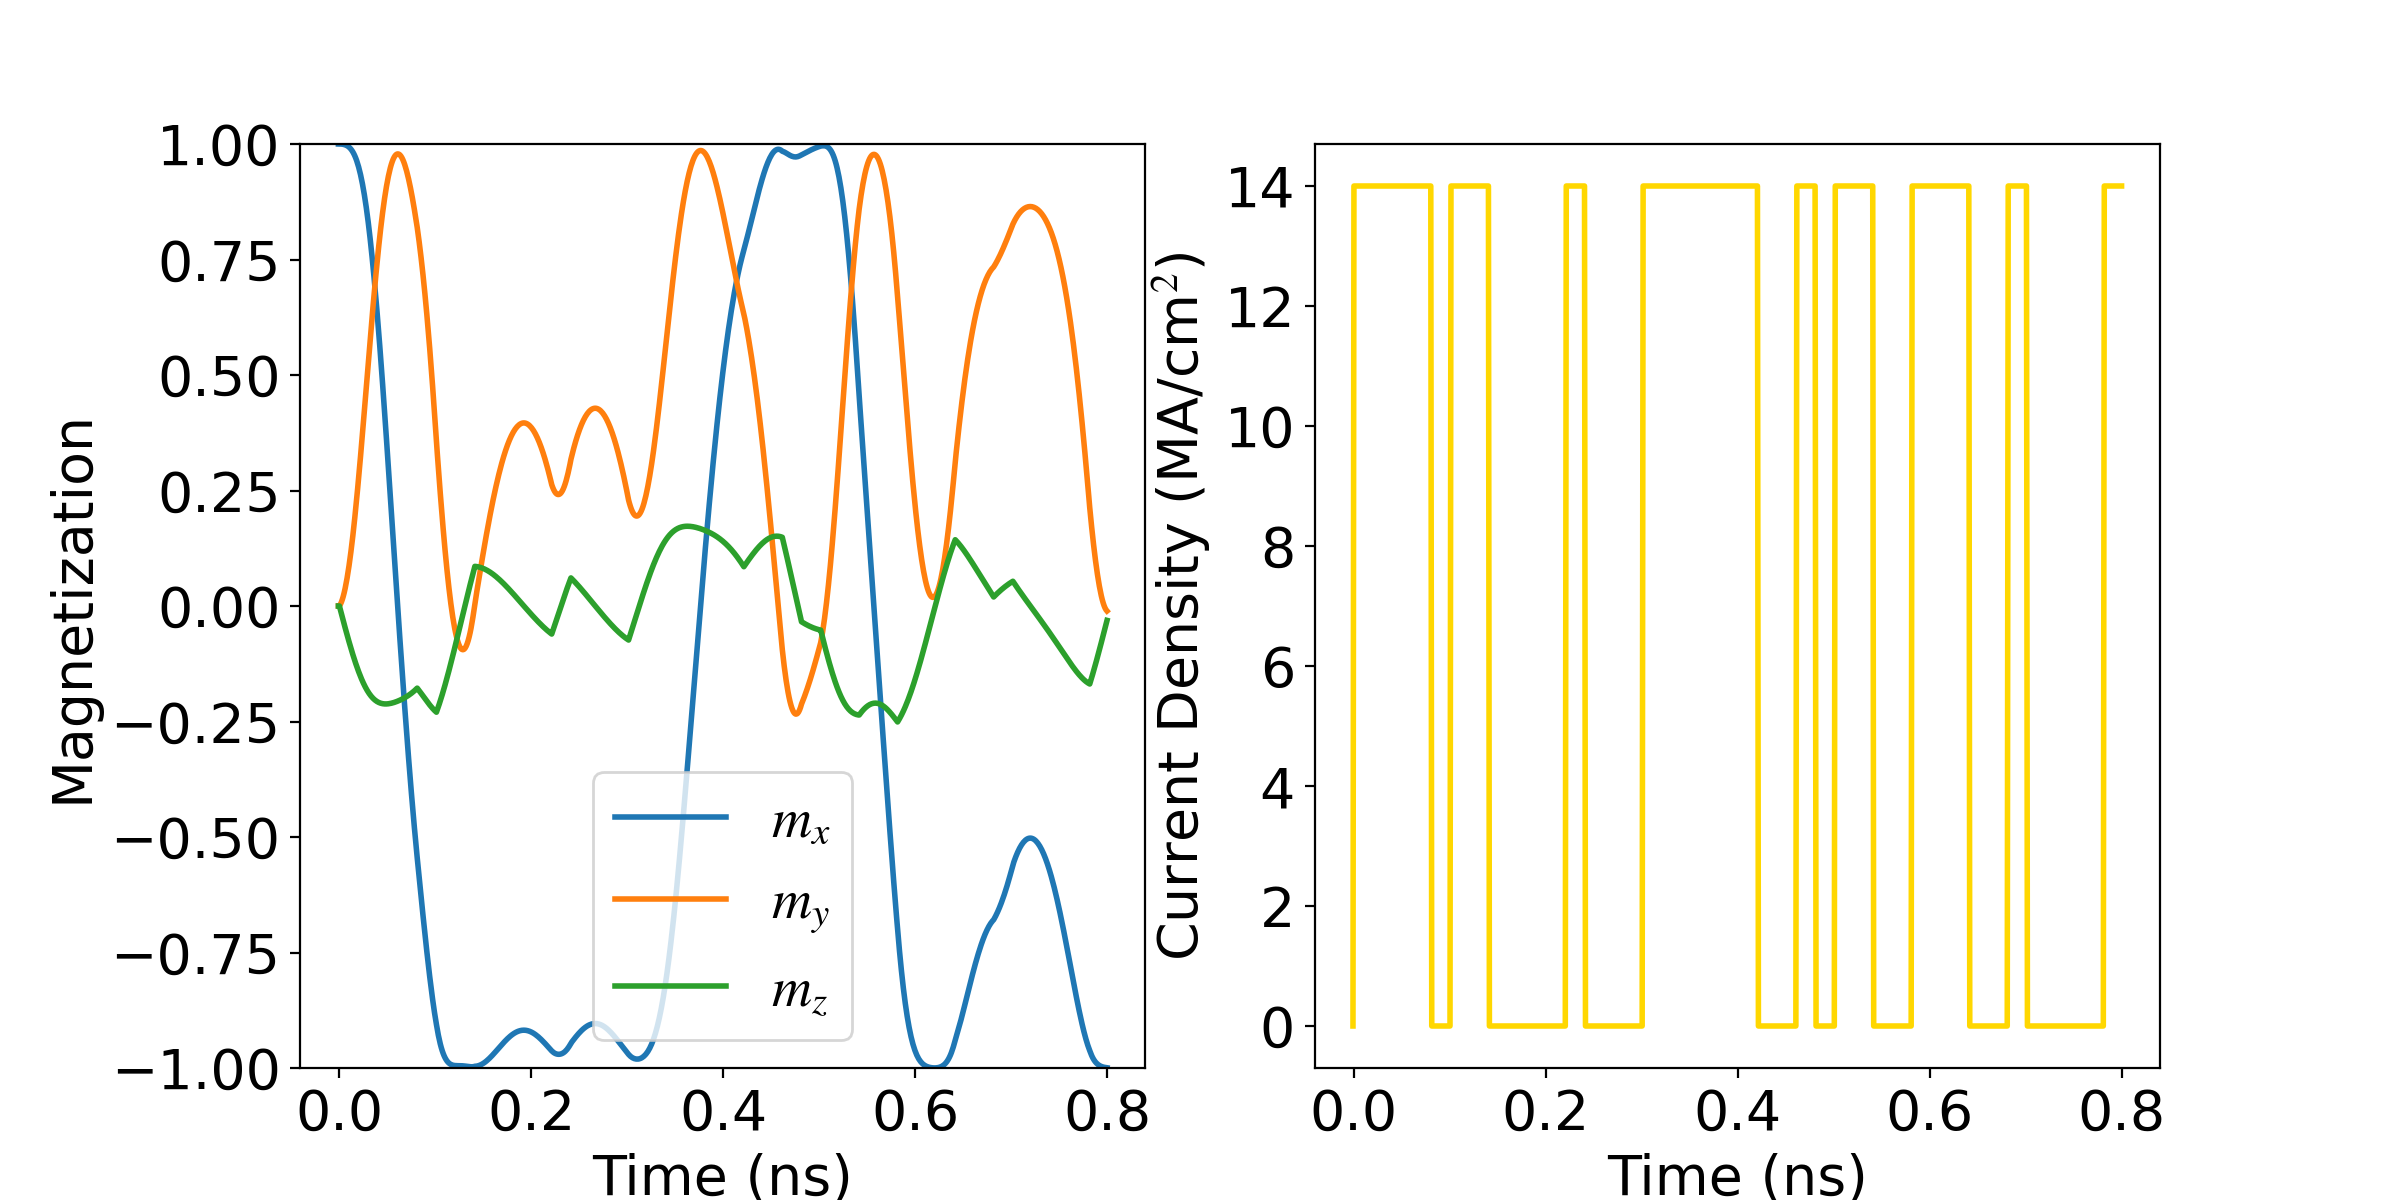 1.00
0.75
0.50
0.25
0.00
−0.25
−0.50
−0.75
−1.00
Magnetization
0.0 0.2 0.4 0.6 0.8
Time (ns)
m_x
m_y
m_z
14
12
10
8
6
4
2
0
Current Density (MA/cm²)
0.0 0.2 0.4 0.6 0.8
Time (ns)